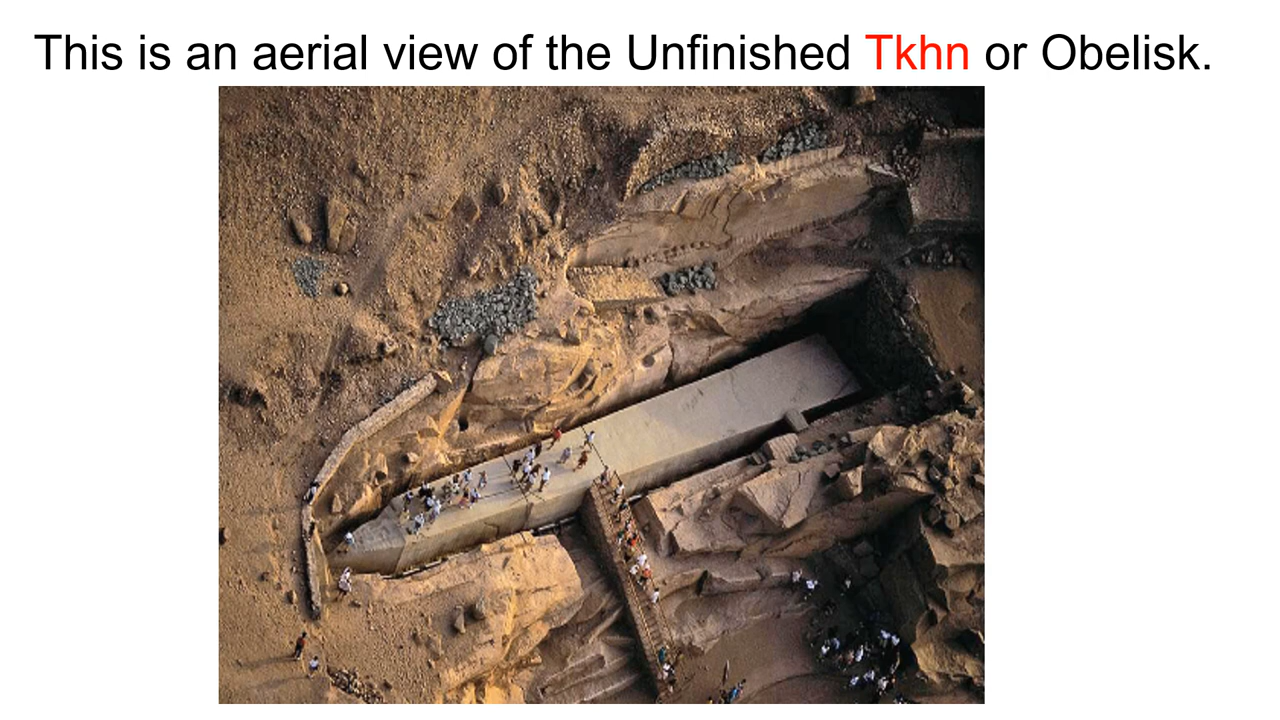 This is an aerial view of the Unfinished Tkhn or Obelisk.